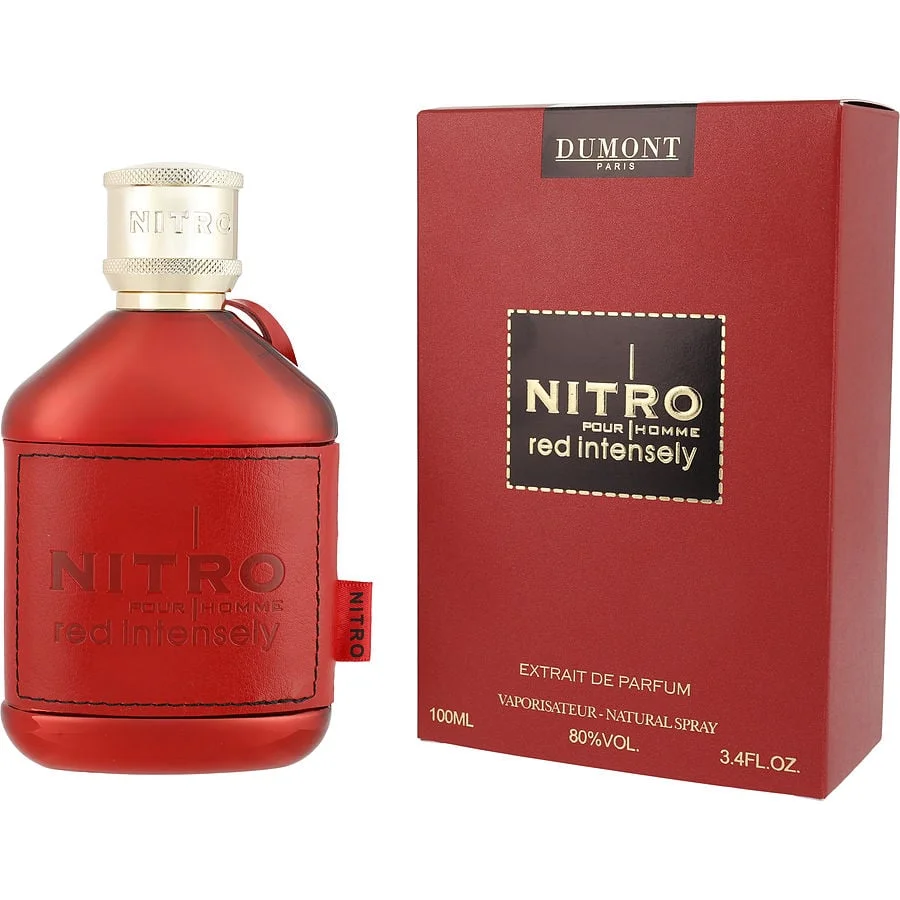 NITRO
NITRO
POUR HOMME
red intensely
NITRO
DUMONT
PARIS
NITRO
POUR HOMME
red intensely
EXTRAIT DE PARFUM
VAPORISATEUR - NATURAL SPRAY
100ML
80%VOL.
3.4FL.OZ.